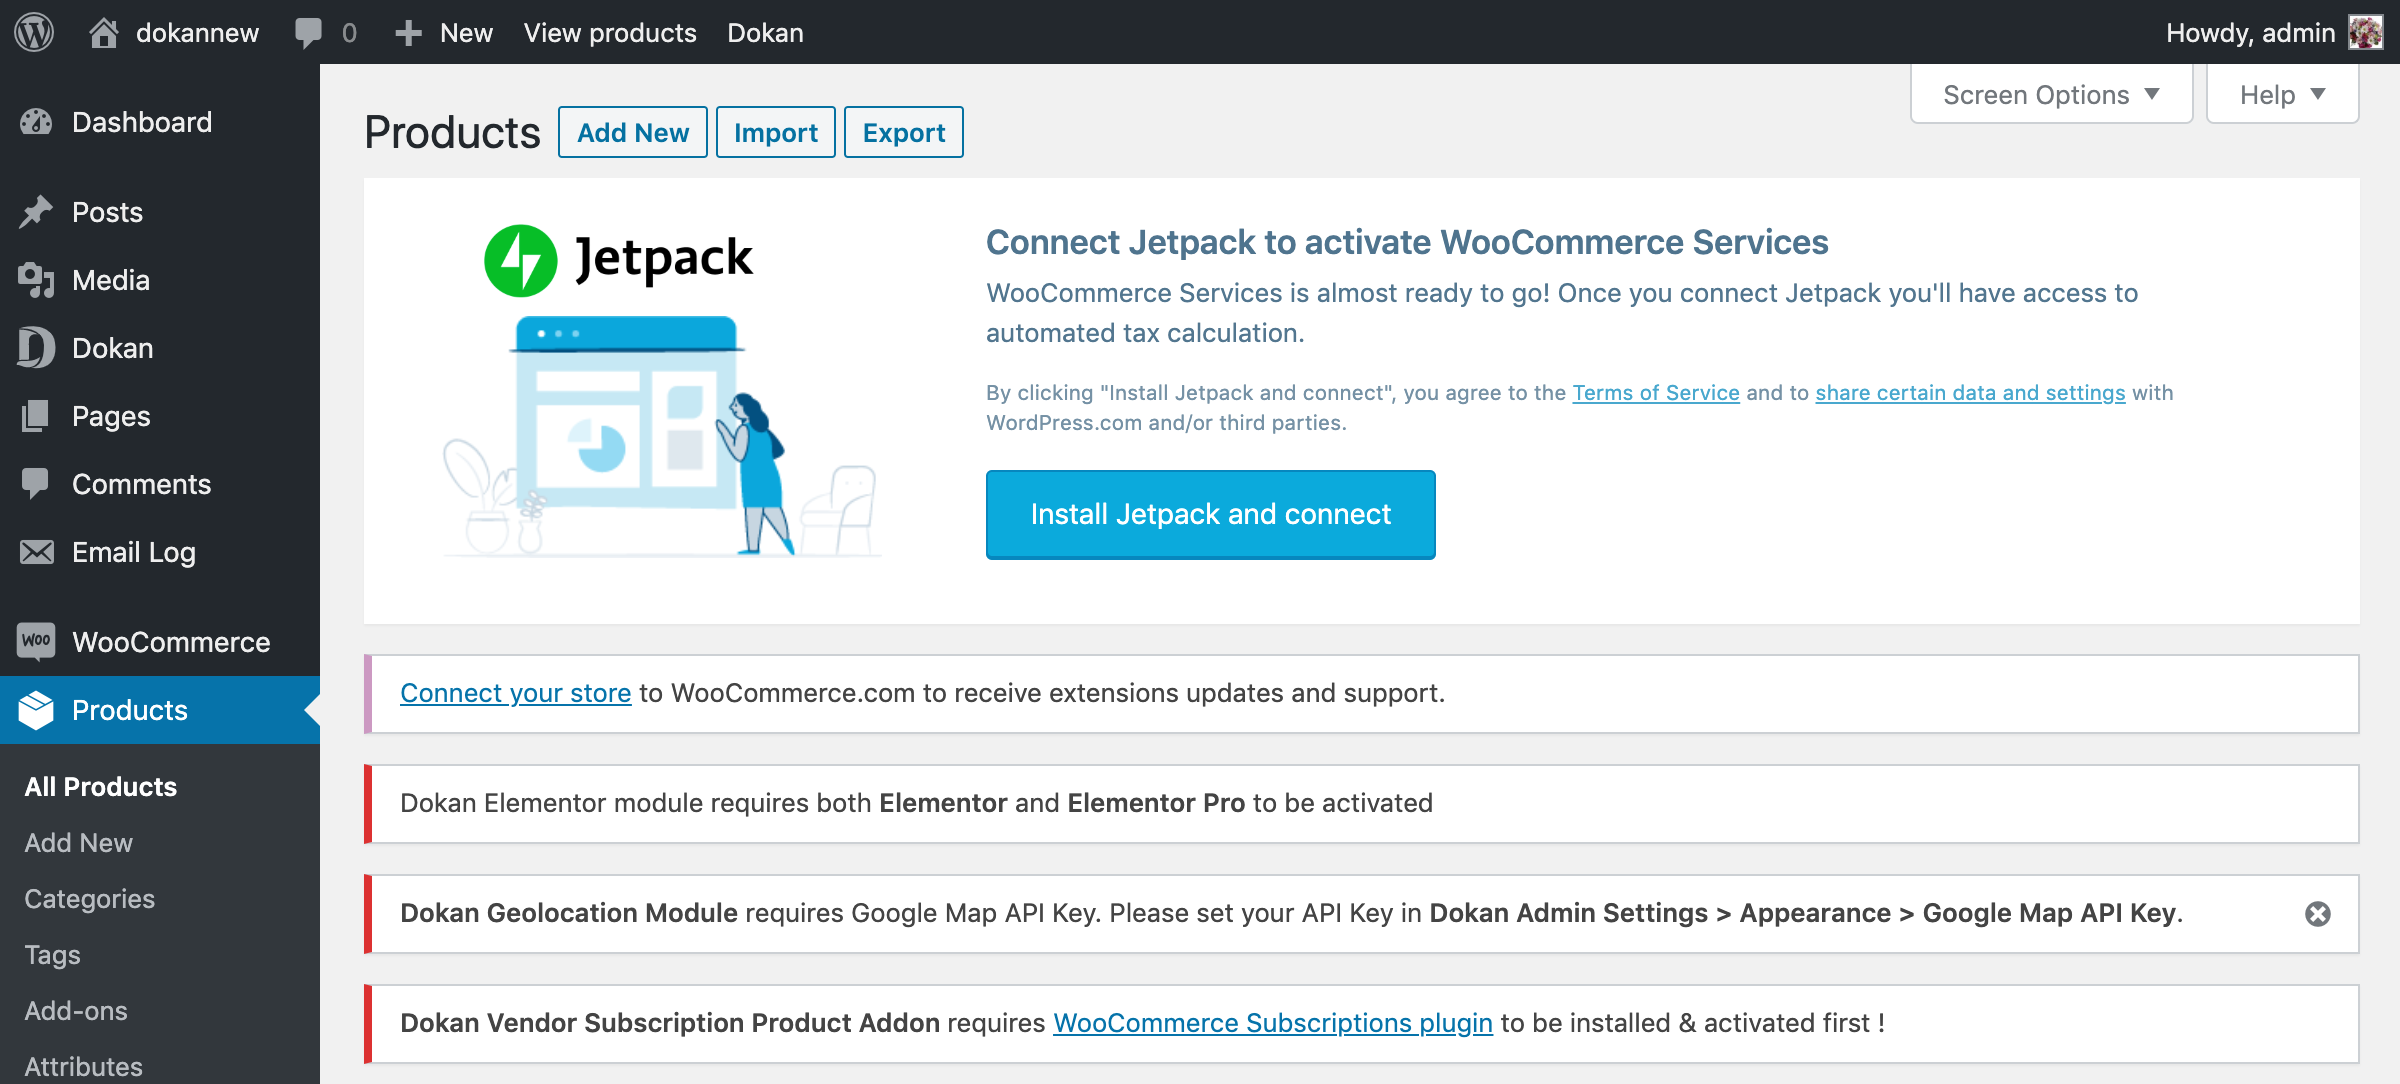 dokannew
0
New
View products
Dokan
Howdy, admin
Dashboard
Posts
Media
Dokan
Pages
Comments
Email Log
Woo
WooCommerce
Products
All Products
Add New
Categories
Tags
Add-ons
Attributes
Screen Options
Help
Products
Add New
Import
Export
Jetpack
Connect Jetpack to activate WooCommerce Services
WooCommerce Services is almost ready to go! Once you connect Jetpack you'll have access to
automated tax calculation.
By clicking "Install Jetpack and connect", you agree to the Terms of Service and to share certain data and settings with
WordPress.com and/or third parties.
Install Jetpack and connect
Connect your store to WooCommerce.com to receive extensions updates and support.
Dokan Elementor module requires both Elementor and Elementor Pro to be activated
Dokan Geolocation Module requires Google Map API Key. Please set your API Key in Dokan Admin Settings > Appearance > Google Map API Key.
Dokan Vendor Subscription Product Addon requires WooCommerce Subscriptions plugin to be installed & activated first !